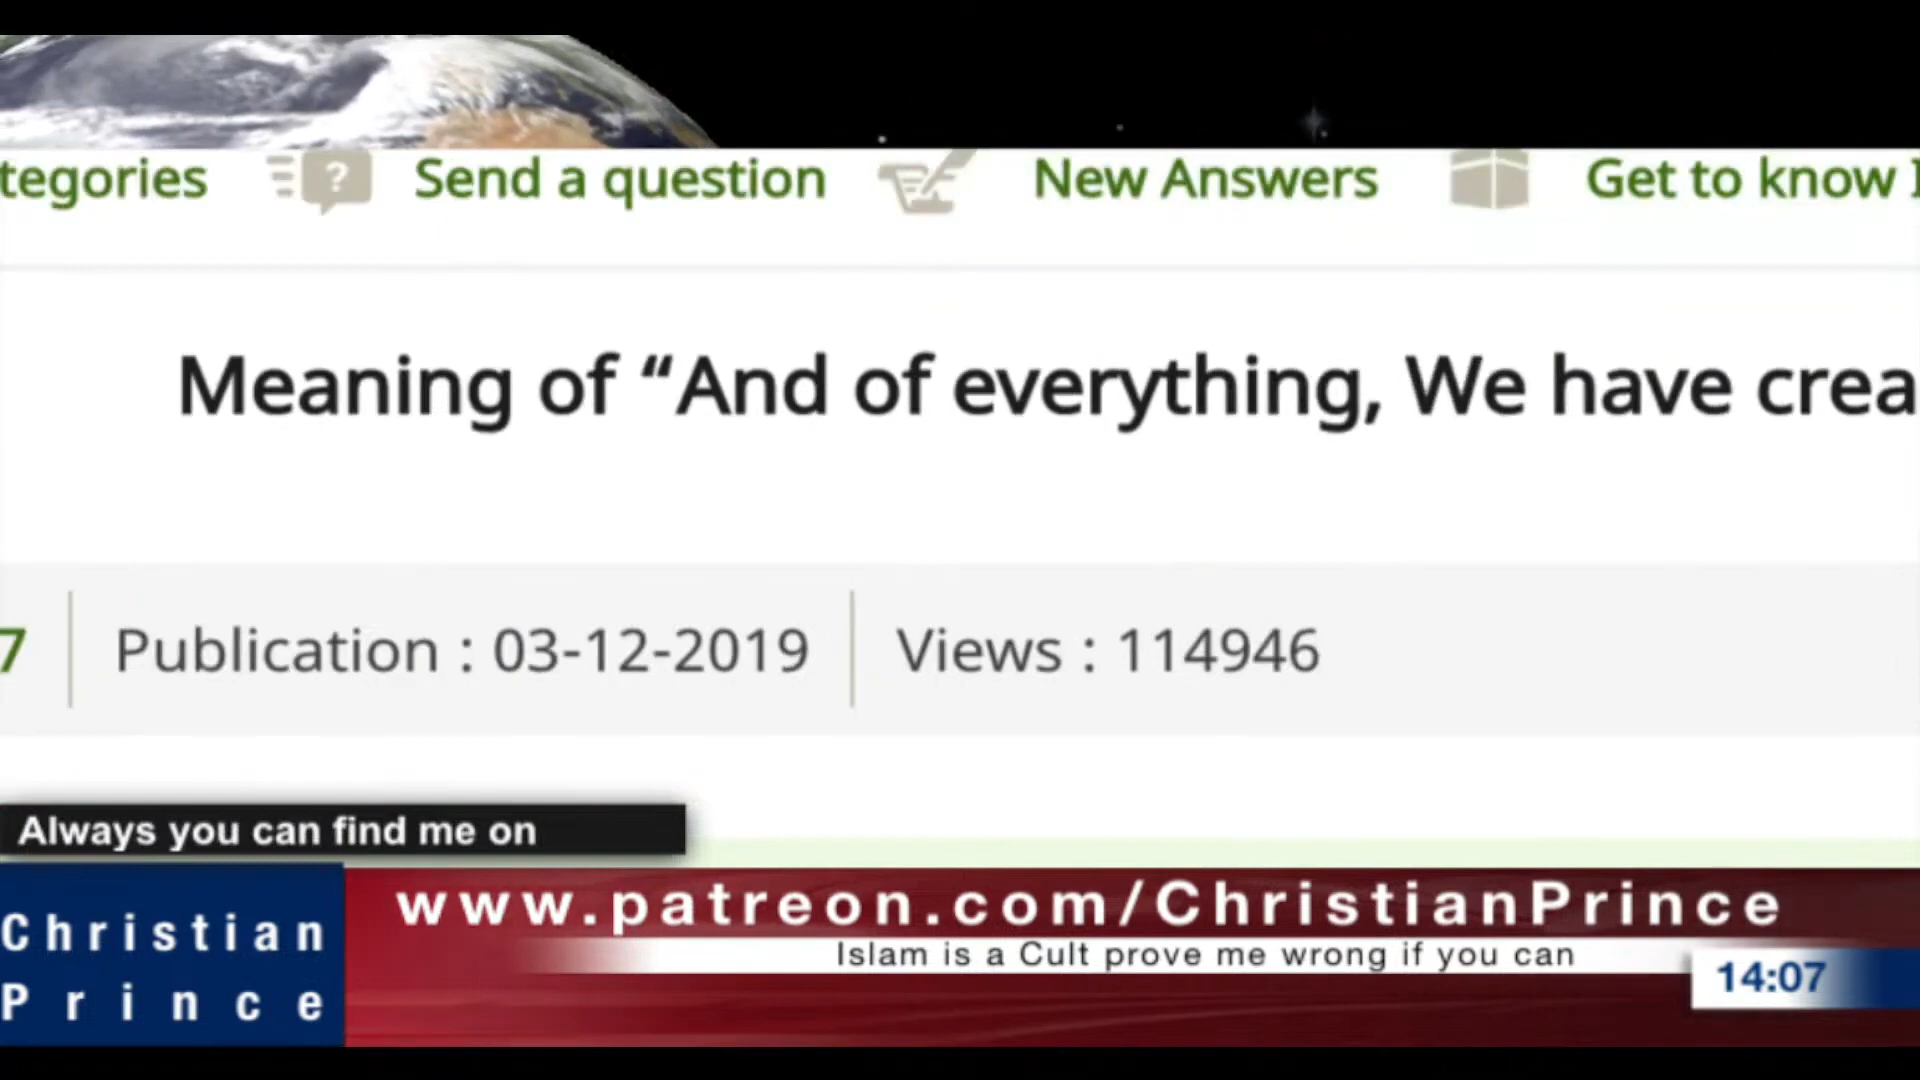 tegories
Send a question
New Answers
Get to know
Meaning of “And of everything, We have crea
7
Publication : 03-12-2019
Views : 114946
Always you can find me on
www.patreon.com/ChristianPrince
Islam is a Cult prove me wrong if you can
Christian
Prince
14:07